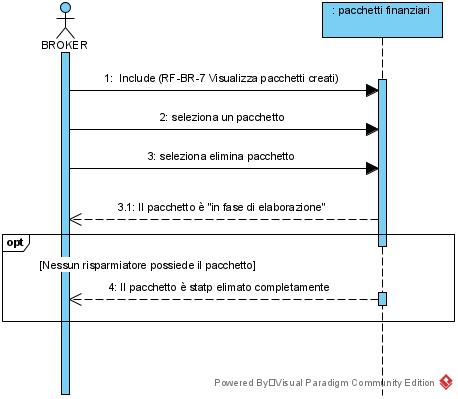 : pacchetti finanziari
BROKER
1: Include (RF-BR-7 Visualizza pacchetti creati)
2: seleziona un pacchetto
3: seleziona elimina pacchetto
3.1: Il pacchetto è "in fase di elaborazione"
opt
[Nessun risparmiatore possiede il pacchetto]
4: Il pacchetto è statp elimato completamente
Powered By□Visual Paradigm Community Edition